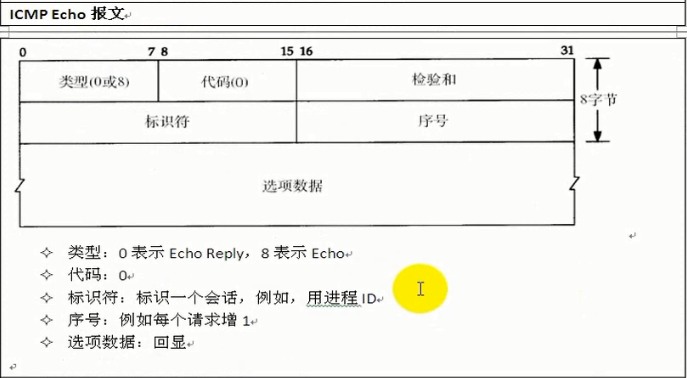 ICMP Echo 报文
0 7 8 15 16 31
类型(0或8) 代码(0) 检验和
8字节
标识符 序号
选项数据
类型：0 表示 Echo Reply，8 表示 Echo
代码：0
标识符：标识一个会话，例如，用进程 ID
序号：例如每个请求增 1
选项数据：回显